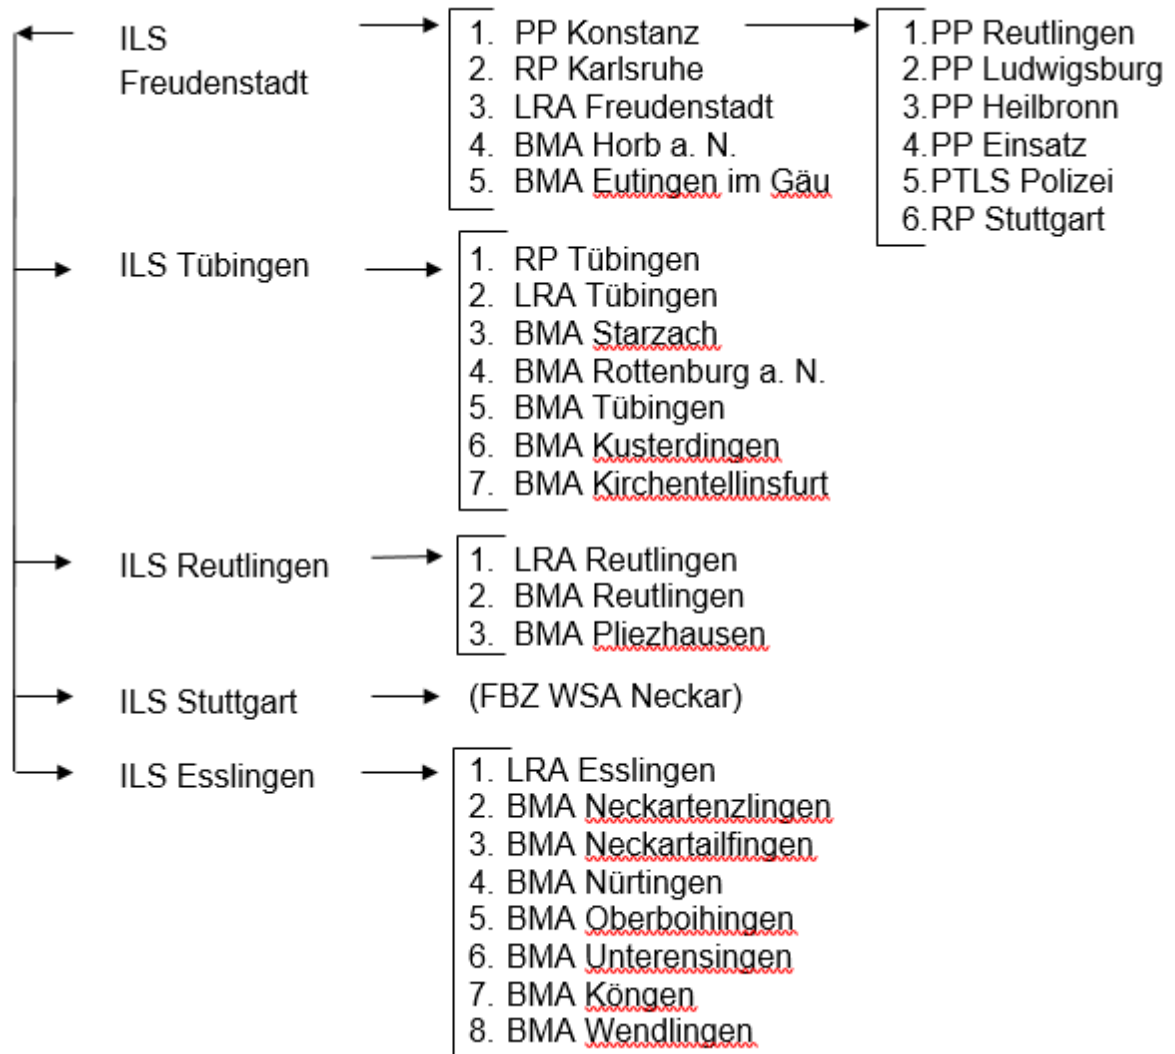 ILS
Freudenstadt
1. PP Konstanz
2. RP Karlsruhe
3. LRA Freudenstadt
4. BMA Horb a. N.
5. BMA Eutingen im Gäu
1.PP Reutlingen
2.PP Ludwigsburg
3.PP Heilbronn
4.PP Einsatz
5.PTLS Polizei
6.RP Stuttgart
ILS Tübingen
1. RP Tübingen
2. LRA Tübingen
3. BMA Starzach
4. BMA Rottenburg a. N.
5. BMA Tübingen
6. BMA Kusterdingen
7. BMA Kirchentellinsfurt
ILS Reutlingen
1. LRA Reutlingen
2. BMA Reutlingen
3. BMA Pliezhausen
ILS Stuttgart
(FBZ WSA Neckar)
ILS Esslingen
1. LRA Esslingen
2. BMA Neckartenzlingen
3. BMA Neckartailfingen
4. BMA Nürtingen
5. BMA Oberboihingen
6. BMA Unterensingen
7. BMA Köngen
8. BMA Wendlingen